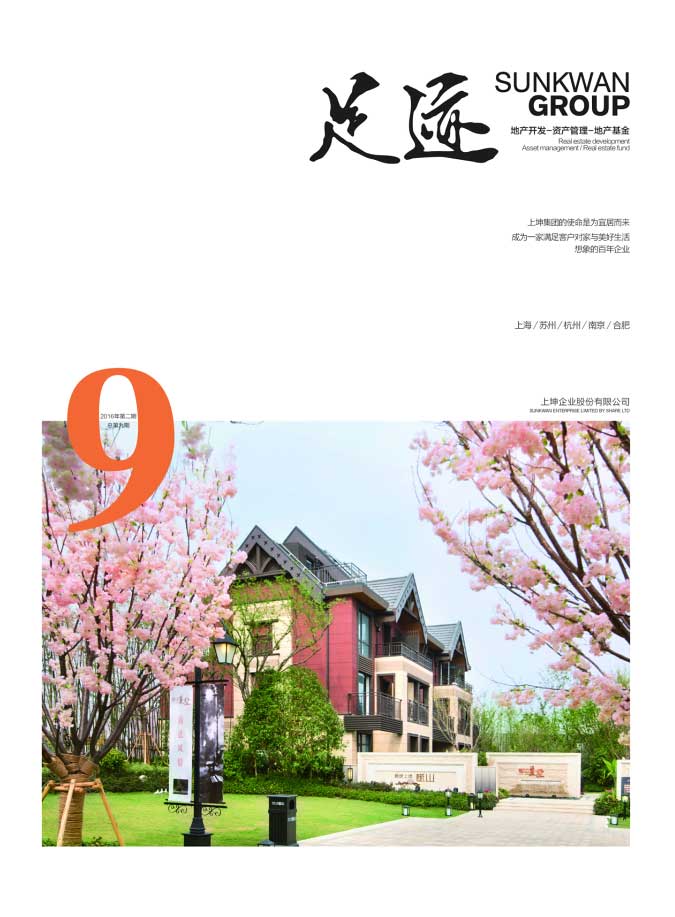 足迹
SUNKWAN
GROUP
地产开发-资产管理-地产基金
Real estate development
Asset management / Real estate fund
上坤集团的使命是为宜居而来
成为一家满足客户对家与美好生活
想象的百年企业
上海/苏州/杭州/南京/合肥
9
2016年第二期
总第九期
上坤企业股份有限公司
SUNKWAN ENTERPRISE LIMITED BY SHARE LTD